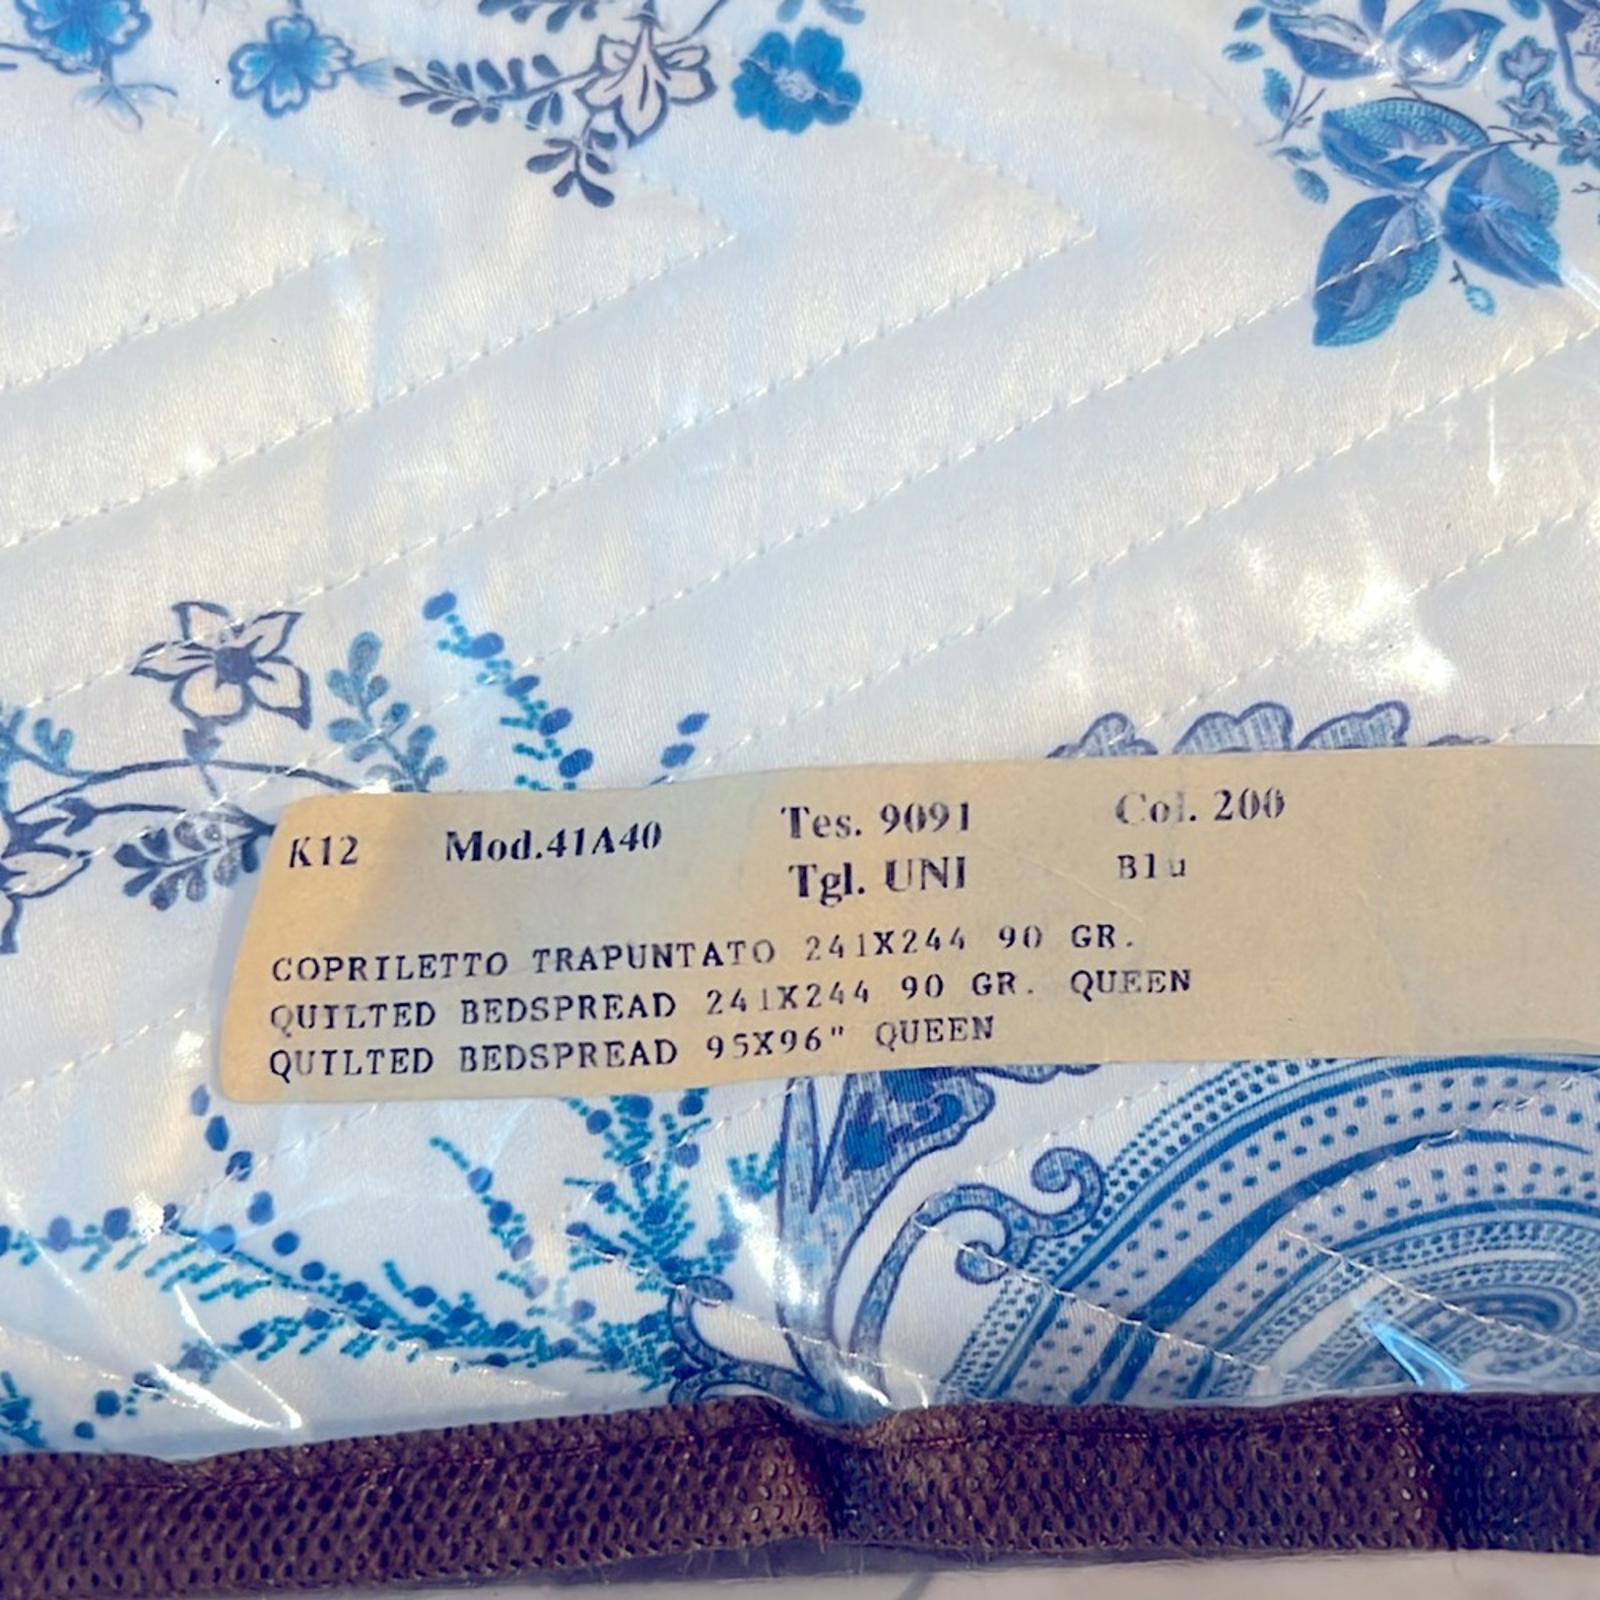 K12 Mod.41A40 Tes. 9091 Col. 200
Tgl. UNI Blu
COPRILETTO TRAPUNTATO 241X244 90 GR.
QUILTED BEDSPREAD 241X244 90 GR. QUEEN
QUILTED BEDSPREAD 95X96" QUEEN